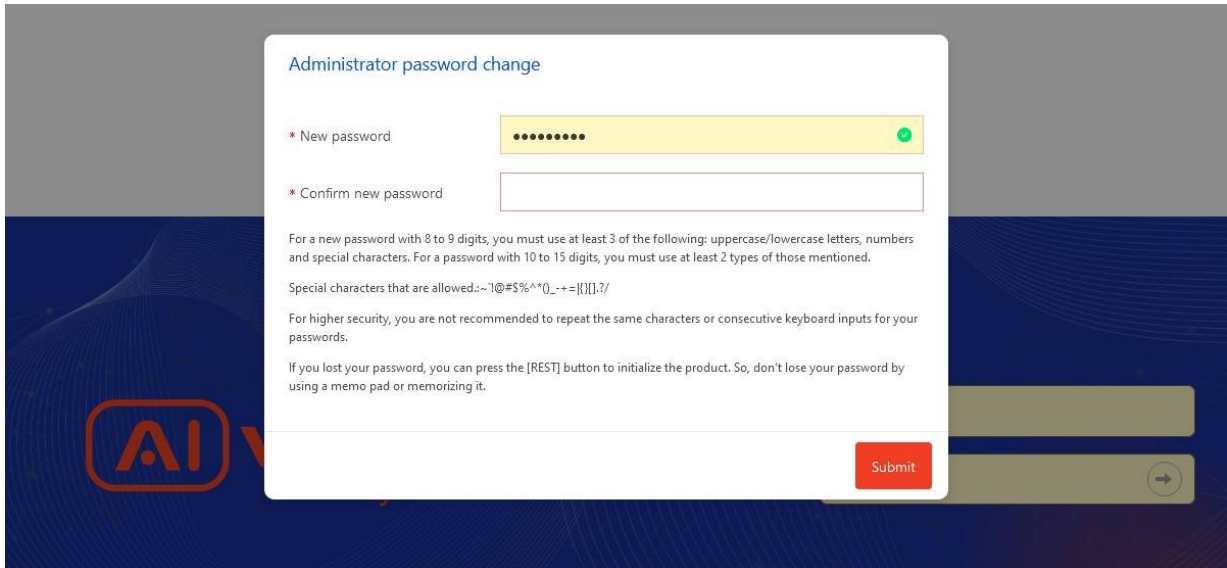 Administrator password change
* New password
●●●●●●●●●
* Confirm new password
For a new password with 8 to 9 digits, you must use at least 3 of the following: uppercase/lowercase letters, numbers
and special characters. For a password with 10 to 15 digits, you must use at least 2 types of those mentioned.
Special characters that are allowed.:~`!@#$%^*()_-+=|{}[].?/
For higher security, you are not recommended to repeat the same characters or consecutive keyboard inputs for your
passwords.
If you lost your password, you can press the [REST] button to initialize the product. So, don't lose your password by
using a memo pad or memorizing it.
AI
Submit